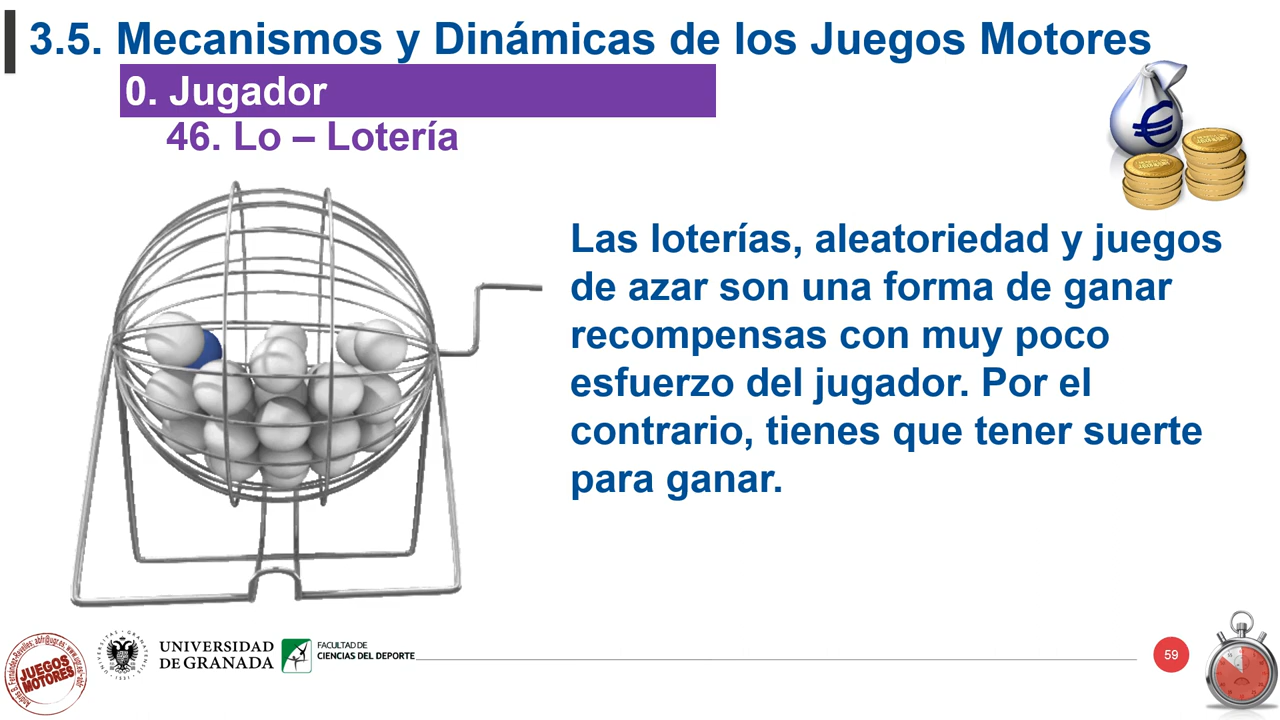 3.5. Mecanismos y Dinámicas de los Juegos Motores
0. Jugador
46. Lo – Lotería
Las loterías, aleatoriedad y juegos
de azar son una forma de ganar
recompensas con muy poco
esfuerzo del jugador. Por el
contrario, tienes que tener suerte
para ganar.
JUEGOS
MOTORES
UNIVERSIDAD
DE GRANADA
FACULTAD DE
CIENCIAS DEL DEPORTE
59